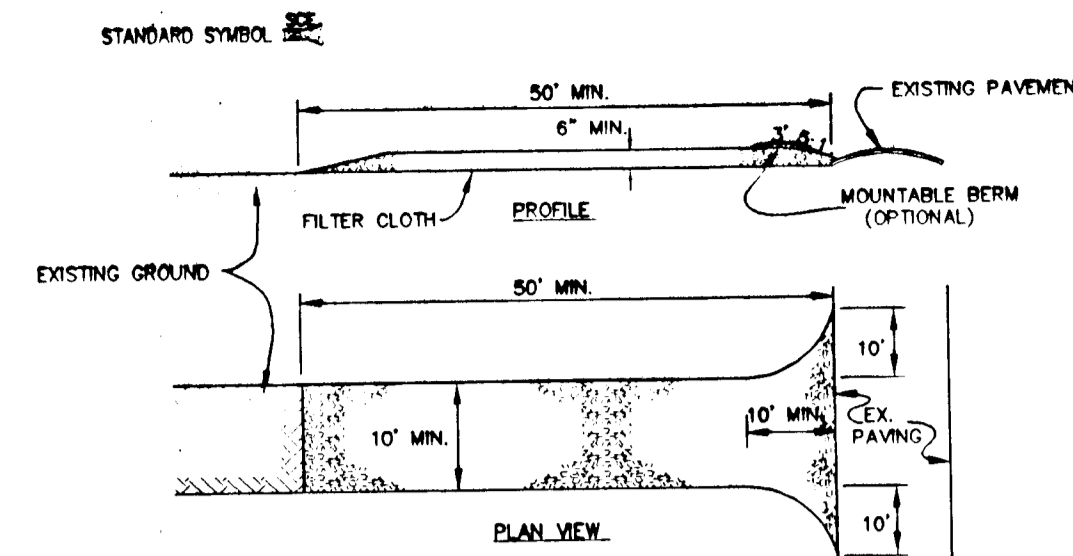 STANDARD SYMBOL SCE
50' MIN.
EXISTING PAVEMEN
6" MIN.
FILTER CLOTH
PROFILE
MOUNTABLE BERM
(OPTIONAL)
EXISTING GROUND
50' MIN.
10'
10' MIN.
10' MIN.
EX.
PAVING
10'
PLAN VIEW